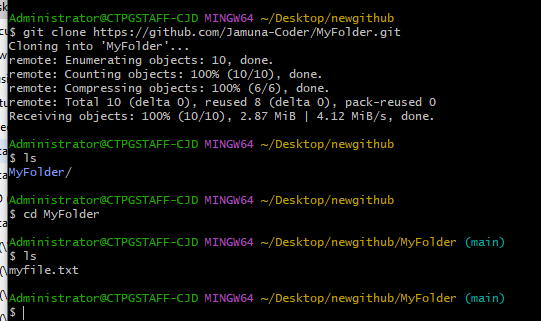 Administrator@CTPGSTAFF-CJD MINGW64 ~/Desktop/newgithub
$ git clone https://github.com/Jamuna-Coder/MyFolder.git
Cloning into 'MyFolder'...
remote: Enumerating objects: 10, done.
remote: Counting objects: 100% (10/10), done.
remote: Compressing objects: 100% (6/6), done.
remote: Total 10 (delta 0), reused 8 (delta 0), pack-reused 0
Receiving objects: 100% (10/10), 2.87 MiB | 4.12 MiB/s, done.
Administrator@CTPGSTAFF-CJD MINGW64 ~/Desktop/newgithub
$ ls
MyFolder/
Administrator@CTPGSTAFF-CJD MINGW64 ~/Desktop/newgithub
$ cd MyFolder
Administrator@CTPGSTAFF-CJD MINGW64 ~/Desktop/newgithub/MyFolder (main)
$ ls
myfile.txt
Administrator@CTPGSTAFF-CJD MINGW64 ~/Desktop/newgithub/MyFolder (main)
$